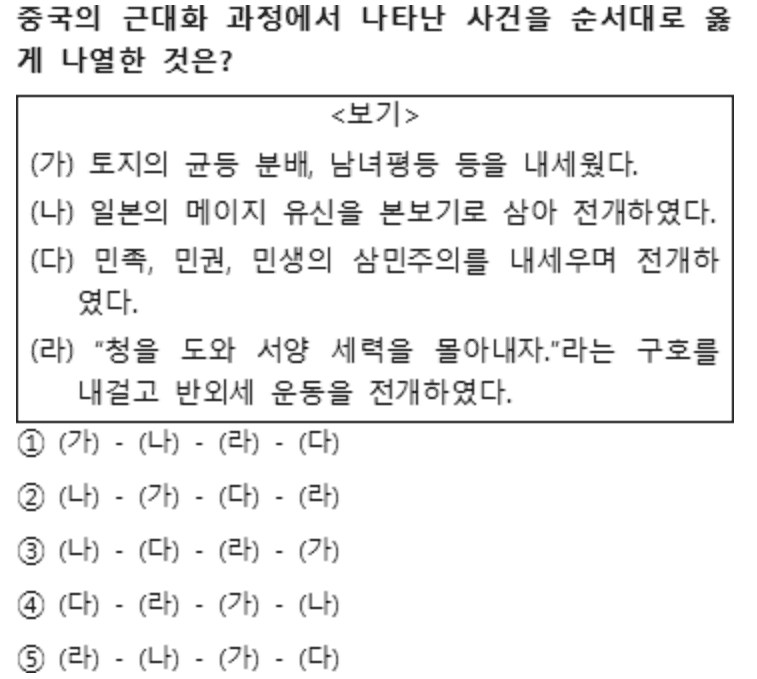 중국의 근대화 과정에서 나타난 사건을 순서대로 옳
게 나열한 것은?
<보기>
(가) 토지의 균등 분배, 남녀평등 등을 내세웠다.
(나) 일본의 메이지 유신을 본보기로 삼아 전개하였다.
(다) 민족, 민권, 민생의 삼민주의를 내세우며 전개하
였다.
(라) "청을 도와 서양 세력을 몰아내자."라는 구호를
내걸고 반외세 운동을 전개하였다.
① (가) - (나) - (라) - (다)
② (나) - (가) - (다) - (라)
③ (나) - (다) - (라) - (가)
④ (다) - (라) - (가) - (나)
⑤ (라) - (나) - (가) - (다)